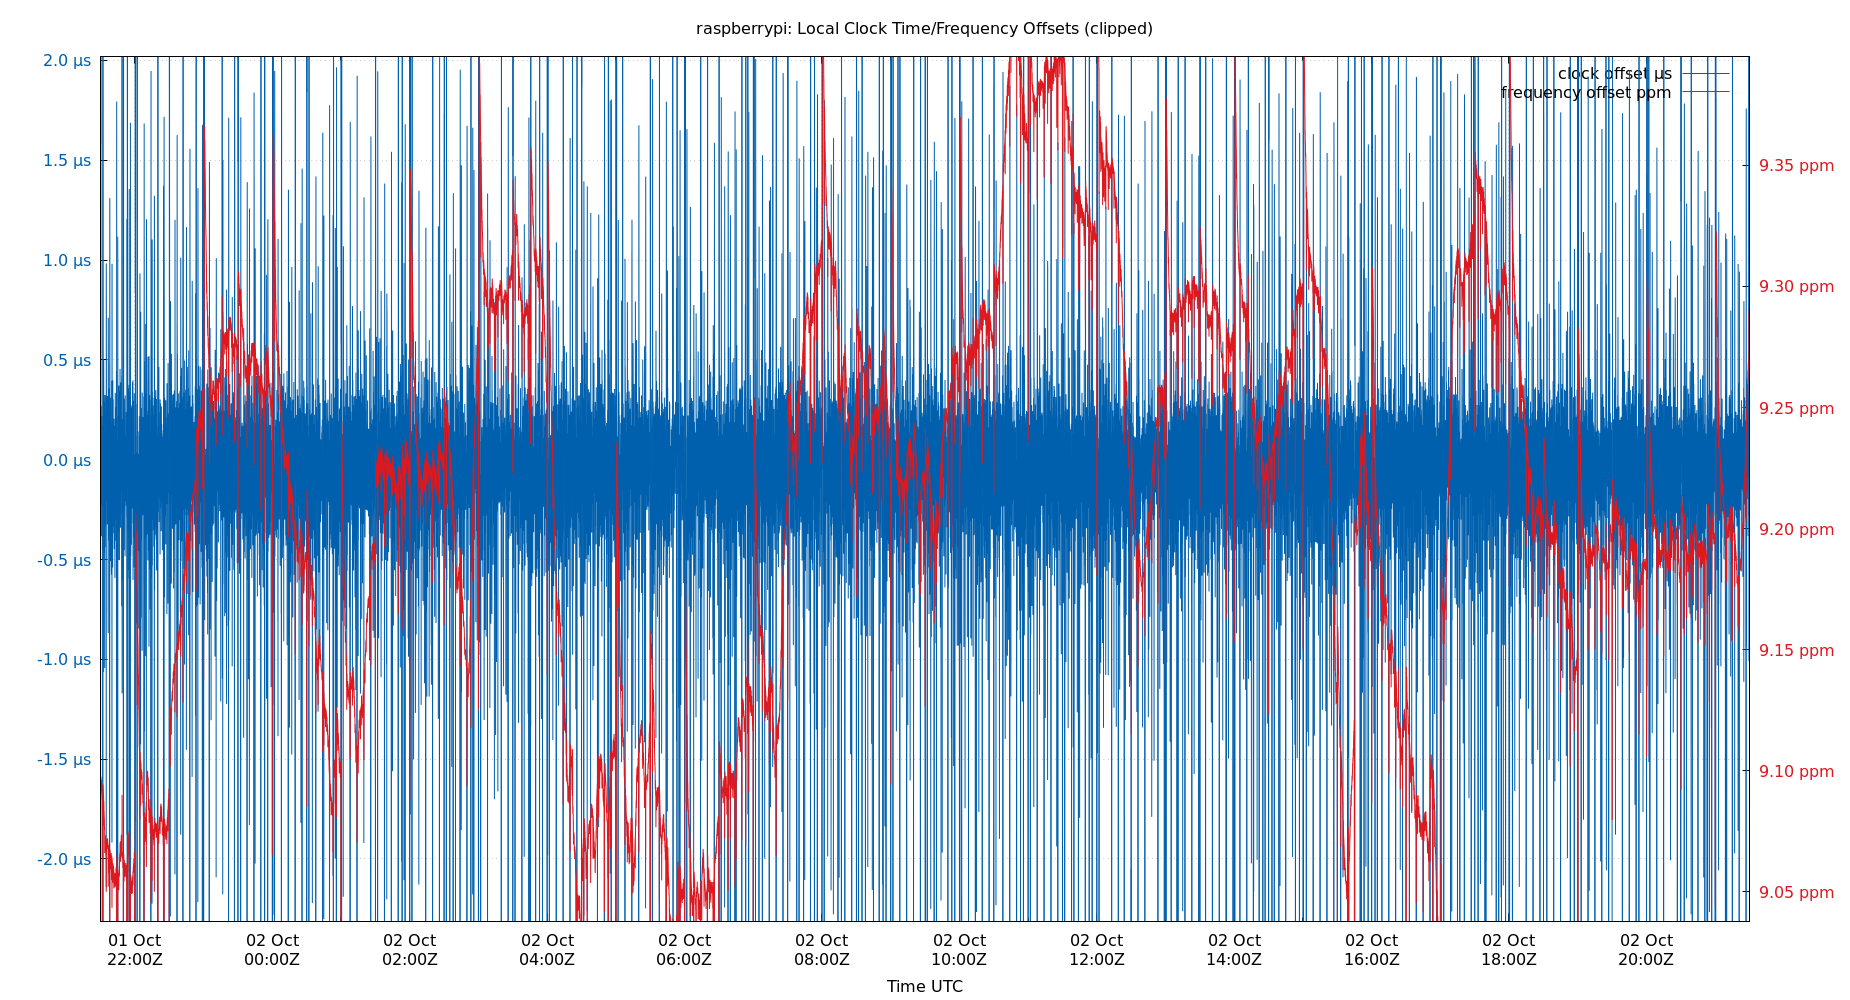 raspberrypi: Local Clock Time/Frequency Offsets (clipped)
clock offset µs
frequency offset ppm
2.0 µs
1.5 µs
1.0 µs
0.5 µs
0.0 µs
-0.5 µs
-1.0 µs
-1.5 µs
-2.0 µs
9.35 ppm
9.30 ppm
9.25 ppm
9.20 ppm
9.15 ppm
9.10 ppm
9.05 ppm
01 Oct 02 Oct 02 Oct 02 Oct 02 Oct 02 Oct 02 Oct 02 Oct 02 Oct 02 Oct 02 Oct 02 Oct
22:00Z 00:00Z 02:00Z 04:00Z 06:00Z 08:00Z 10:00Z 12:00Z 14:00Z 16:00Z 18:00Z 20:00Z
Time UTC